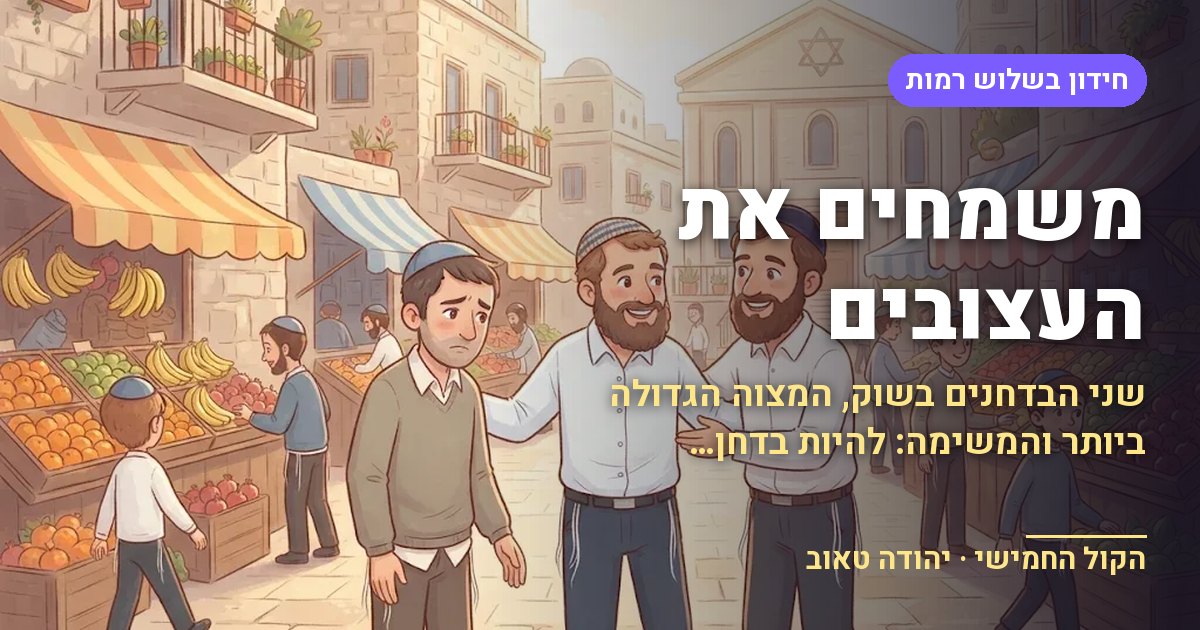 חידון בשלוש רמות
משמחים את
העצובים
שני הבדחנים בשוק, המצוה הגדולה
ביותר והמשימה: להיות בדחן...
הקול החמישי · יהודה טאוב